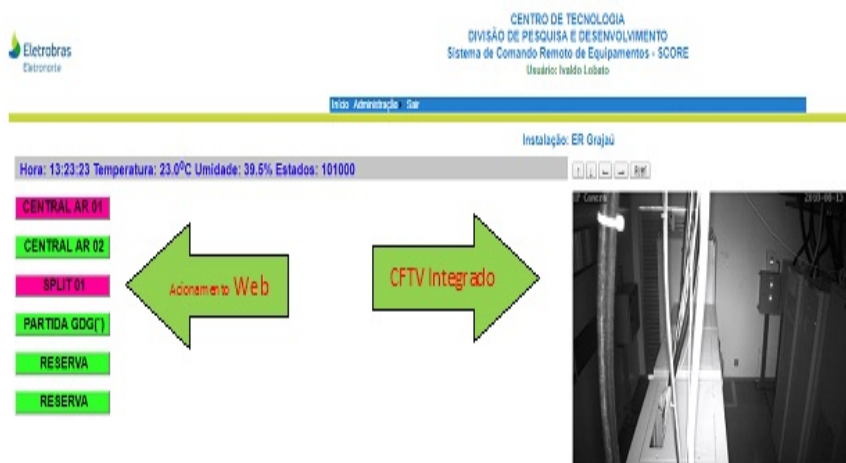 Eletrobras
Eletronorte
CENTRO DE TECNOLOGIA
DIVISÃO DE PESQUISA E DESENVOLVIMENTO
Sistema de Comando Remoto de Equipamentos - SCORE
Usuário: Ivaldo Lobato
Início Administração Sair
Instalação: ER Grajaú
Hora: 13:23:23 Temperatura: 23.0ºC Umidade: 39.5% Estados: 101000
↑ ↓ ← →
IP Camera
CENTRAL AR 01
CENTRAL AR 02
SPLIT 01
PARTIDA GDG(*)
RESERVA
RESERVA
Acionamento Web
CFTV Integrado